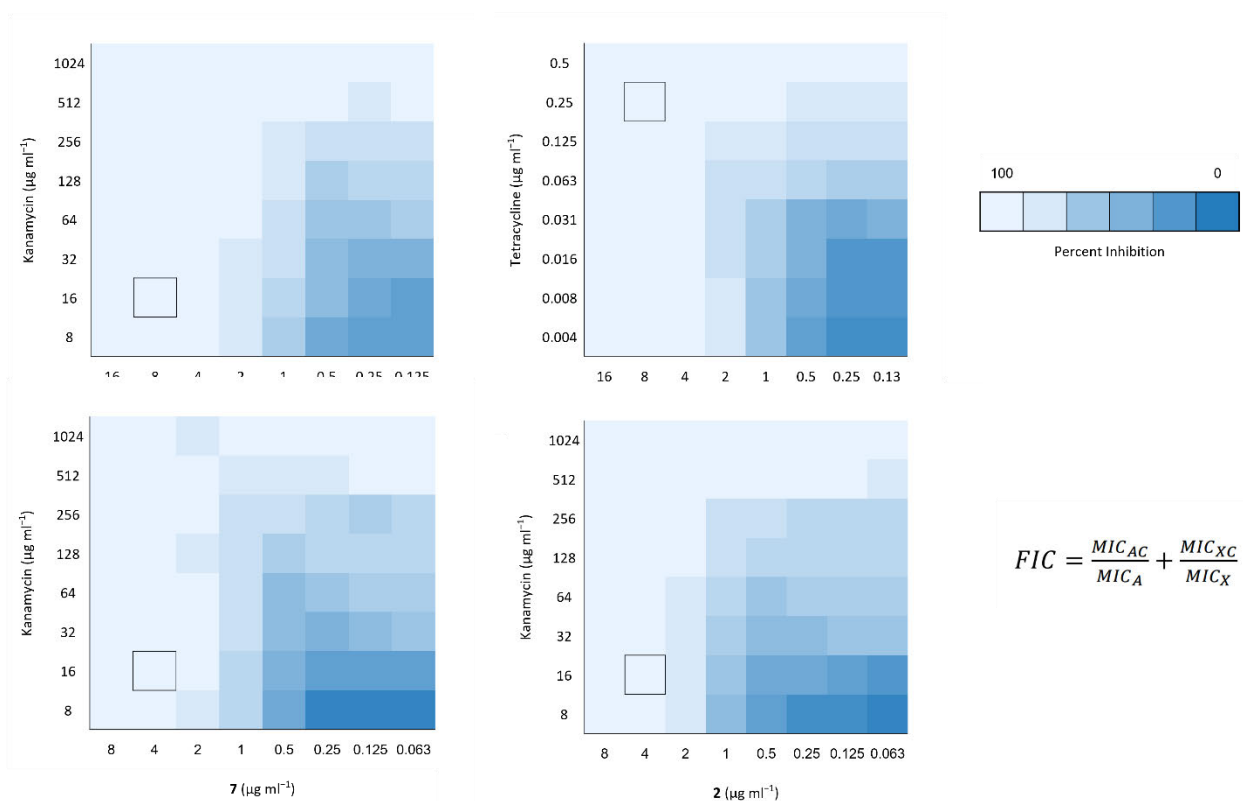 1024
512
256
128
64
32
16
8
Kanamycin (µg ml⁻¹)
16 8 4 2 1 0.5 0.25 0.125
0.5
0.25
0.125
0.063
0.031
0.016
0.008
0.004
Tetracycline (µg ml⁻¹)
16 8 4 2 1 0.5 0.25 0.13
100 0
Percent Inhibition
1024
512
256
128
64
32
16
8
Kanamycin (µg ml⁻¹)
8 4 2 1 0.5 0.25 0.125 0.063
7 (µg ml⁻¹)
1024
512
256
128
64
32
16
8
Kanamycin (µg ml⁻¹)
8 4 2 1 0.5 0.25 0.125 0.063
2 (µg ml⁻¹)
FIC = MIC_AC/MIC_A + MIC_XC/MIC_X